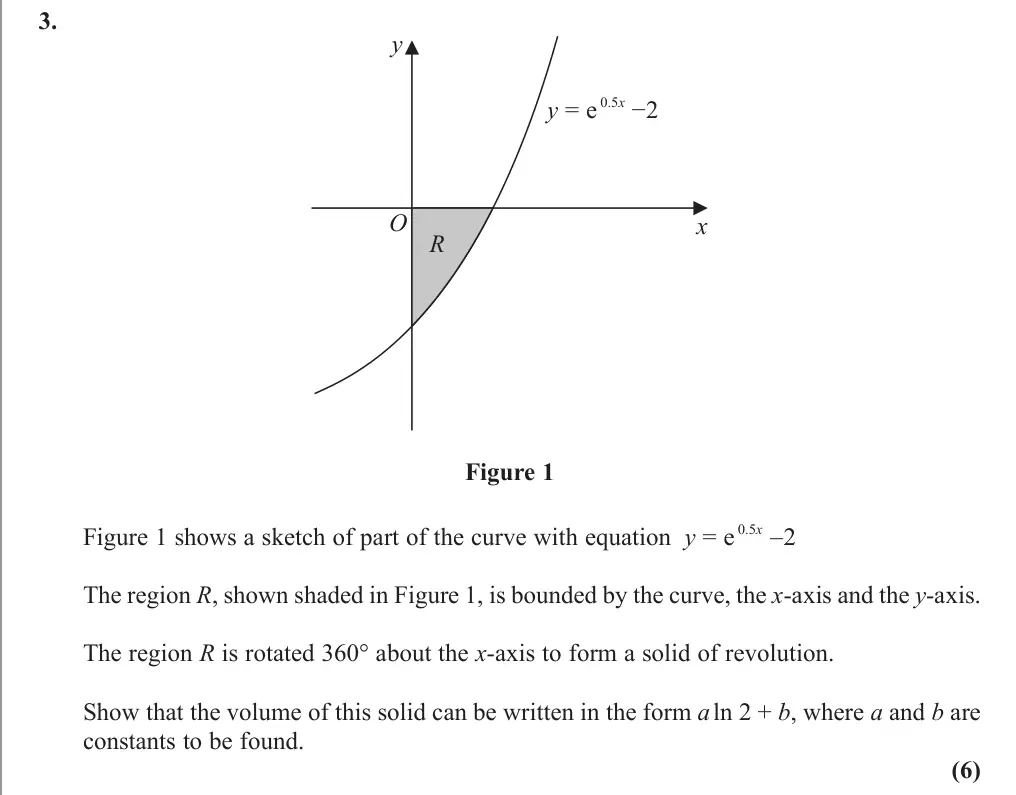 3.
y
y = e^{0.5x} −2
O
x
R
Figure 1
Figure 1 shows a sketch of part of the curve with equation y = e^{0.5x} –2
The region R, shown shaded in Figure 1, is bounded by the curve, the x-axis and the y-axis.
The region R is rotated 360° about the x-axis to form a solid of revolution.
Show that the volume of this solid can be written in the form a ln 2 + b, where a and b are
constants to be found.
(6)